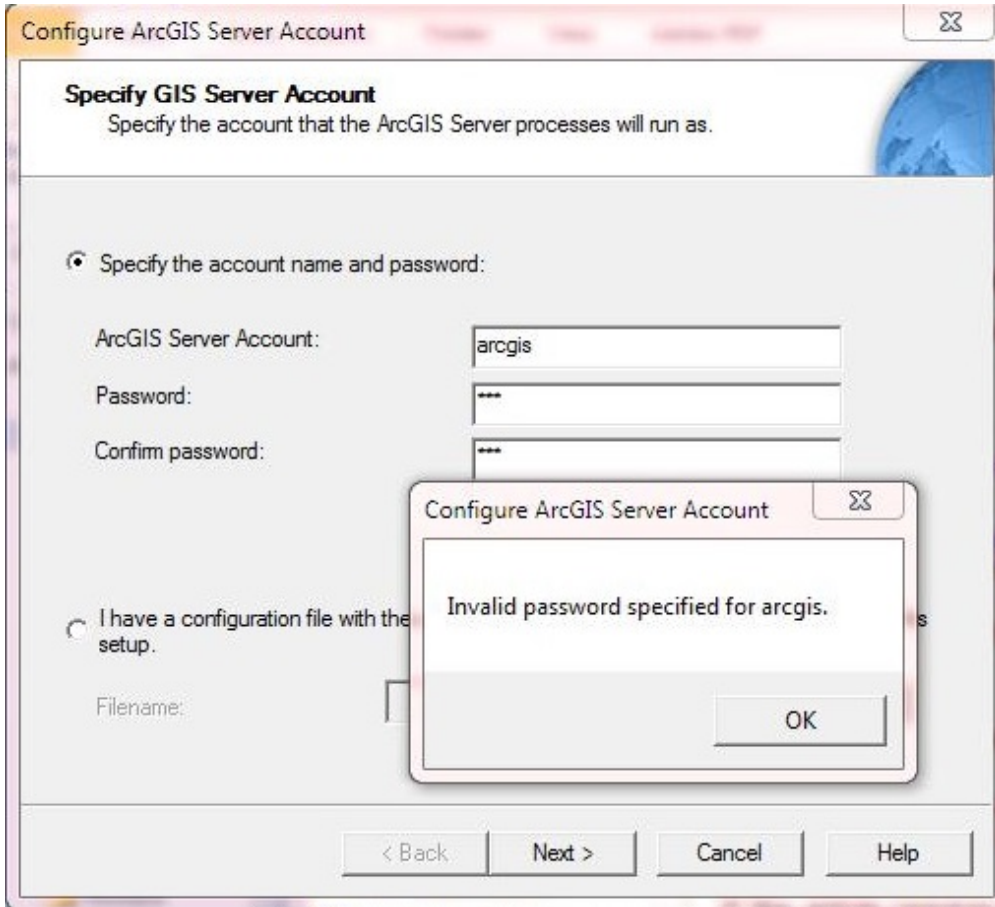 Configure ArcGIS Server Account
Specify GIS Server Account
Specify the account that the ArcGIS Server processes will run as.
Specify the account name and password:
ArcGIS Server Account:
arcgis
Password:
***
Confirm password:
***
Configure ArcGIS Server Account
Invalid password specified for arcgis.
I have a configuration file with the
s
setup.
Filename:
OK
< Back
Next >
Cancel
Help